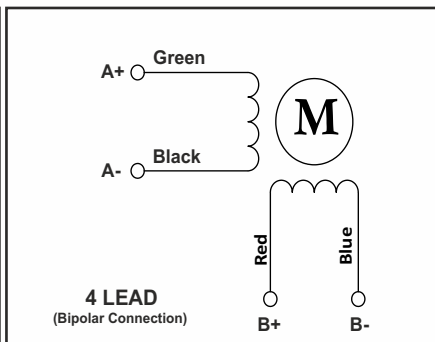 Green
A+
M
Black
A-
Red
Blue
4 LEAD
(Bipolar Connection)
B+
B-